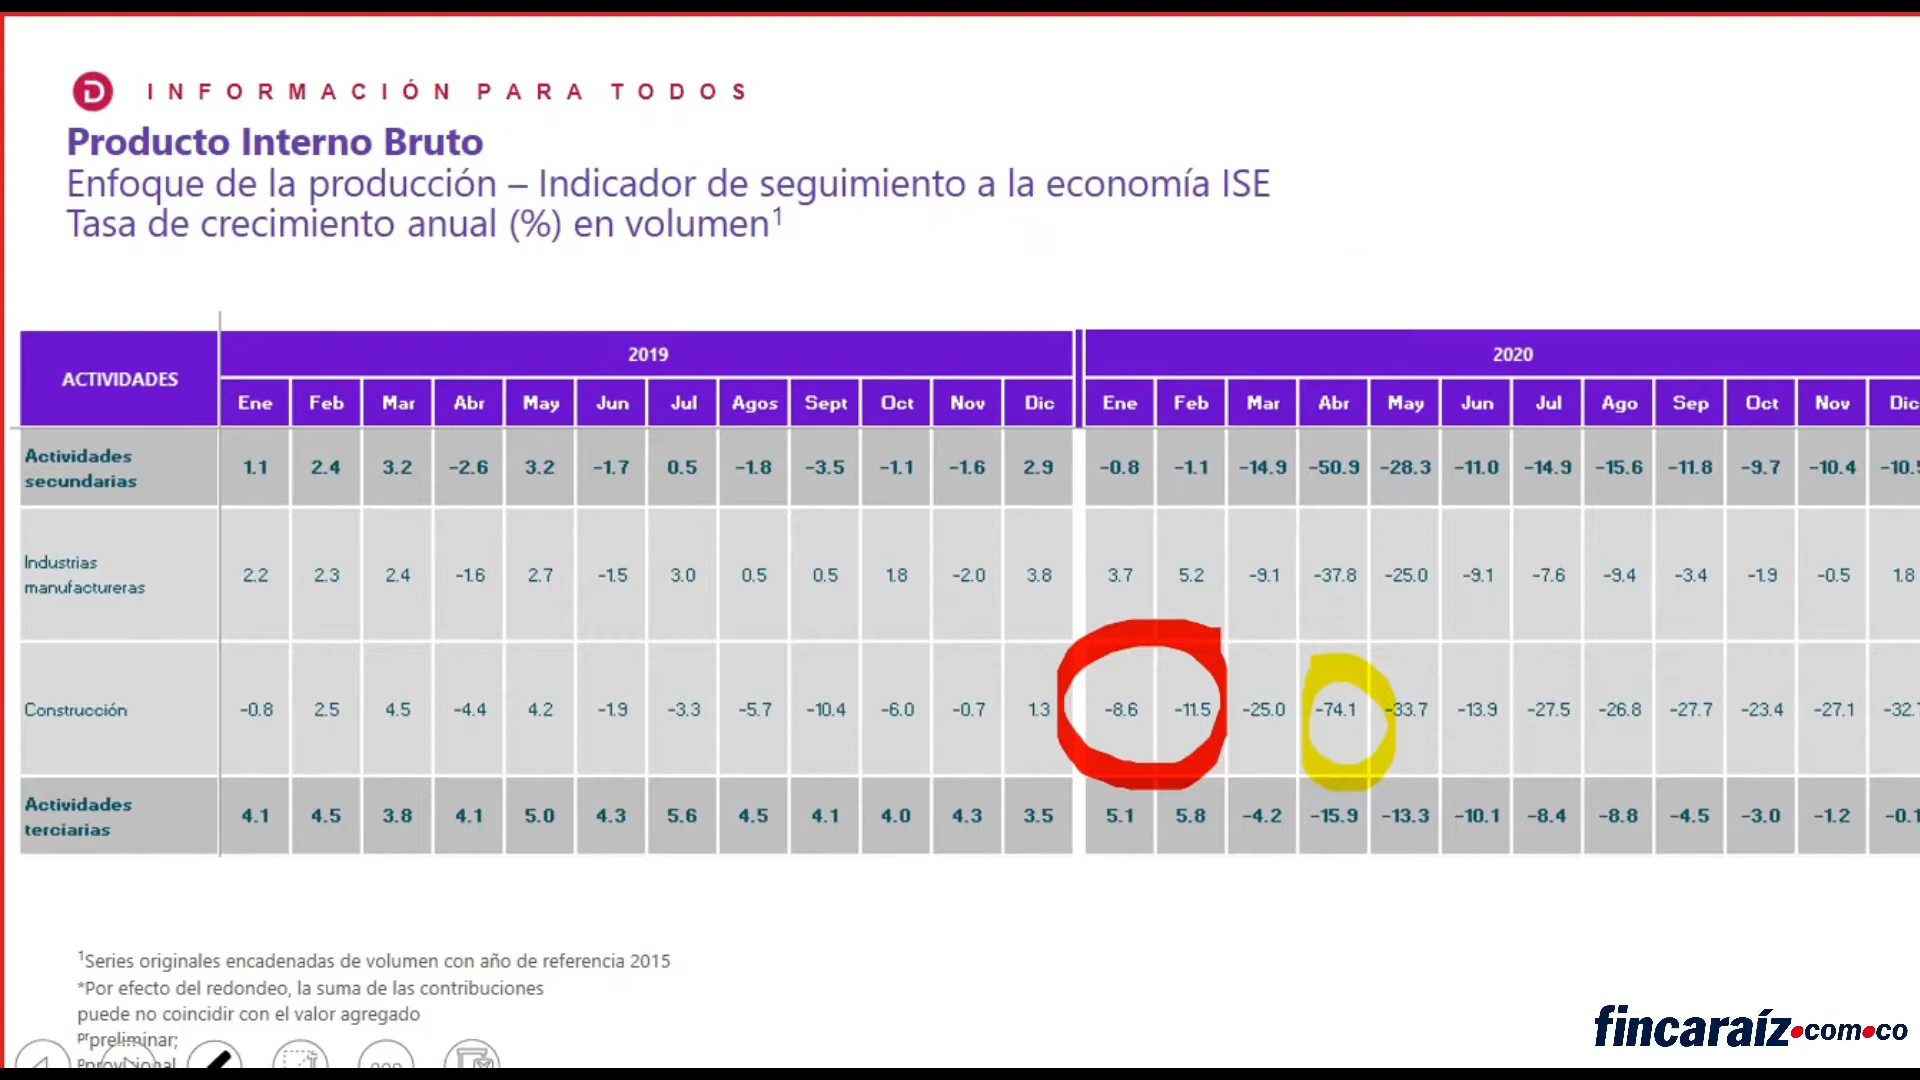 INFORMACIÓN PARA TODOS
Producto Interno Bruto
Enfoque de la producción – Indicador de seguimiento a la economía ISE
Tasa de crecimiento anual (%) en volumen¹
ACTIVIDADES 2019 2020
Ene Feb Mar Abr May Jun Jul Agos Sept Oct Nov Dic Ene Feb Mar Abr May Jun Jul Ago Sep Oct Nov Dic
Actividades
secundarias
1.1 2.4 3.2 -2.6 3.2 -1.7 0.5 -1.8 -3.5 -1.1 -1.6 2.9 -0.8 -1.1 -14.9 -50.9 -28.3 -11.0 -14.9 -15.6 -11.8 -9.7 -10.4 -10.5
Industrias
manufactureras
2.2 2.3 2.4 -1.6 2.7 -1.5 3.0 0.5 0.5 1.8 -2.0 3.8 3.7 5.2 -9.1 -37.8 -25.0 -9.1 -7.6 -9.4 -3.4 -1.9 -0.5 1.8
Construcción -0.8 2.5 4.5 -4.4 4.2 -1.9 -3.3 -5.7 -10.4 -6.0 -0.7 1.3 -8.6 -11.5 -25.0 -74.1 -33.7 -13.9 -27.5 -26.8 -27.7 -23.4 -27.1 -32.7
Actividades
terciarias
4.1 4.5 3.8 4.1 5.0 4.3 5.6 4.5 4.1 4.0 4.3 3.5 5.1 5.8 -4.2 -15.9 -13.3 -10.1 -8.4 -8.8 -4.5 -3.0 -1.2 -0.1
¹Series originales encadenadas de volumen con año de referencia 2015
*Por efecto del redondeo, la suma de las contribuciones
puede no coincidir con el valor agregado
ᵖʳpreliminar;
ᵖprovisional
fincaraíz.com.co